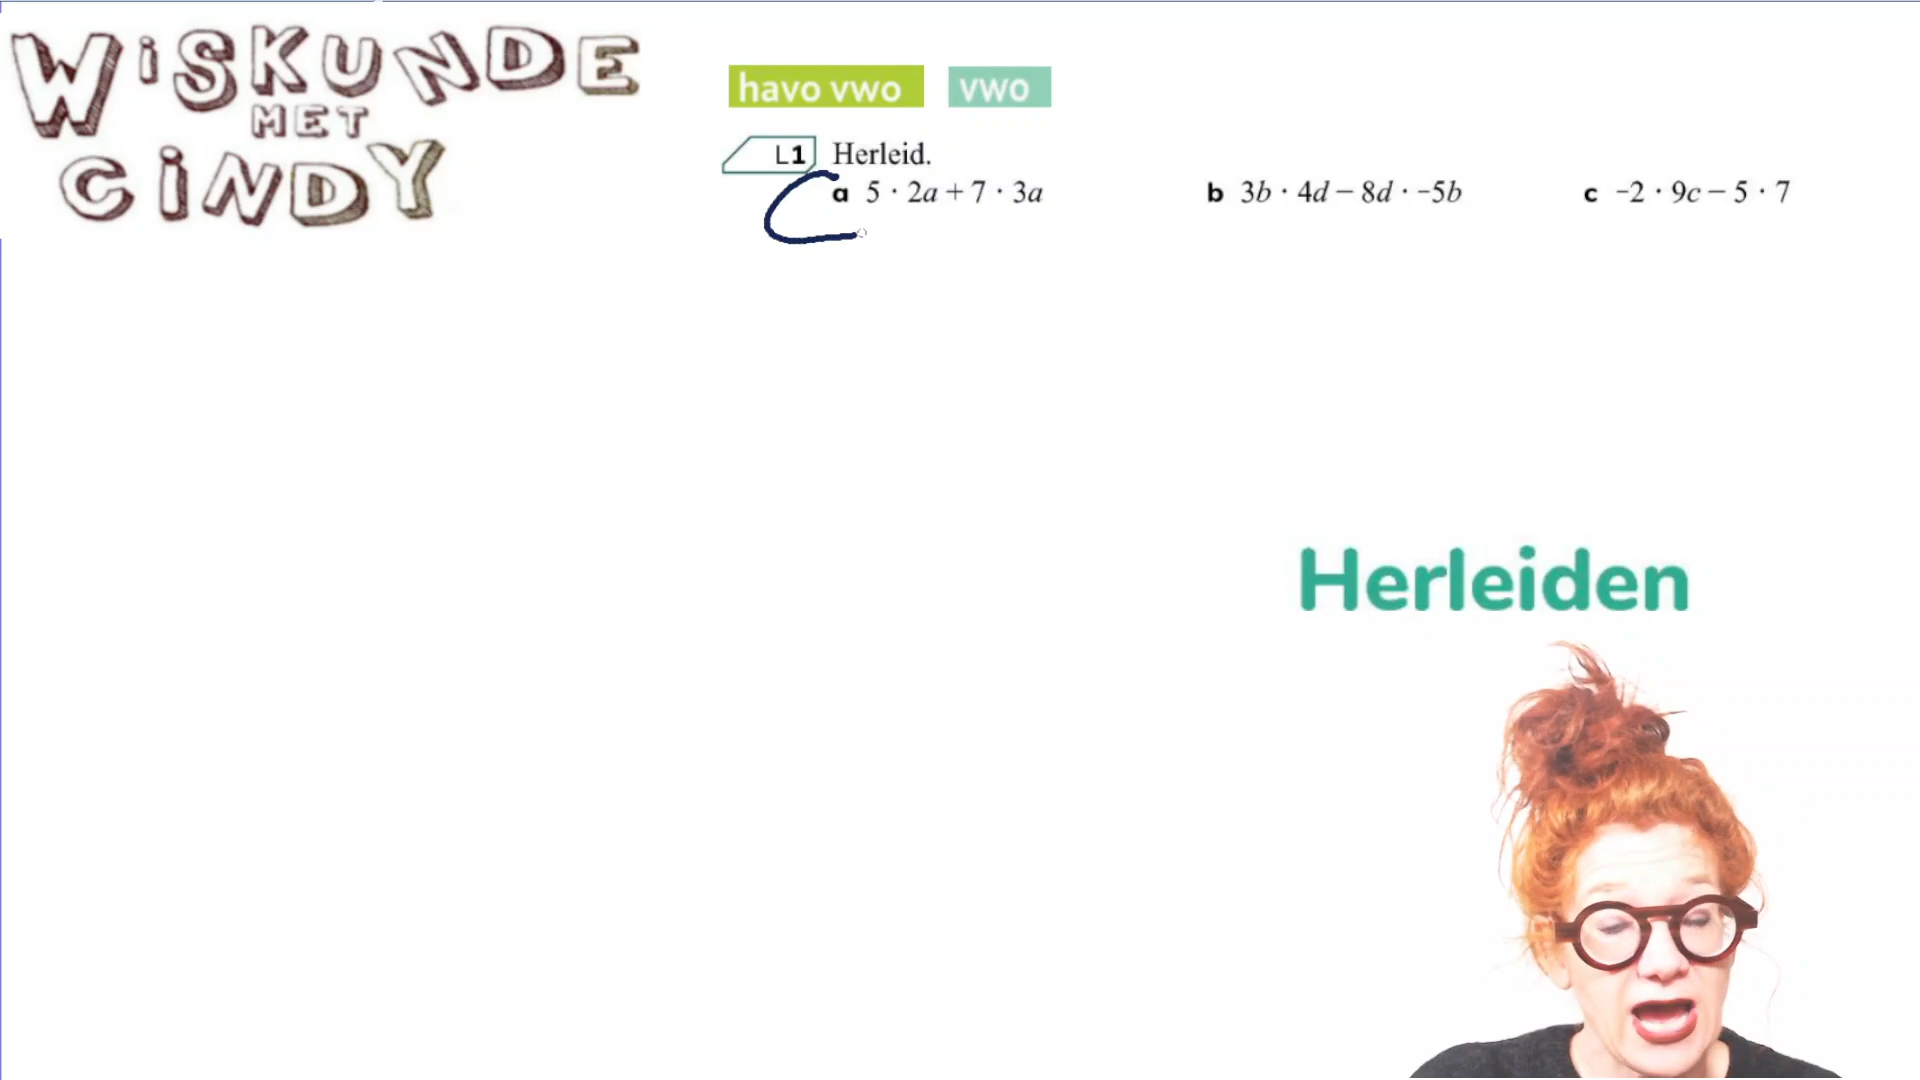 WiSKUNDE
MET
CiNDY
havo vwo vwo
L1 Herleid.
a 5 · 2a + 7 · 3a b 3b · 4d – 8d · –5b c –2 · 9c – 5 · 7
Herleiden